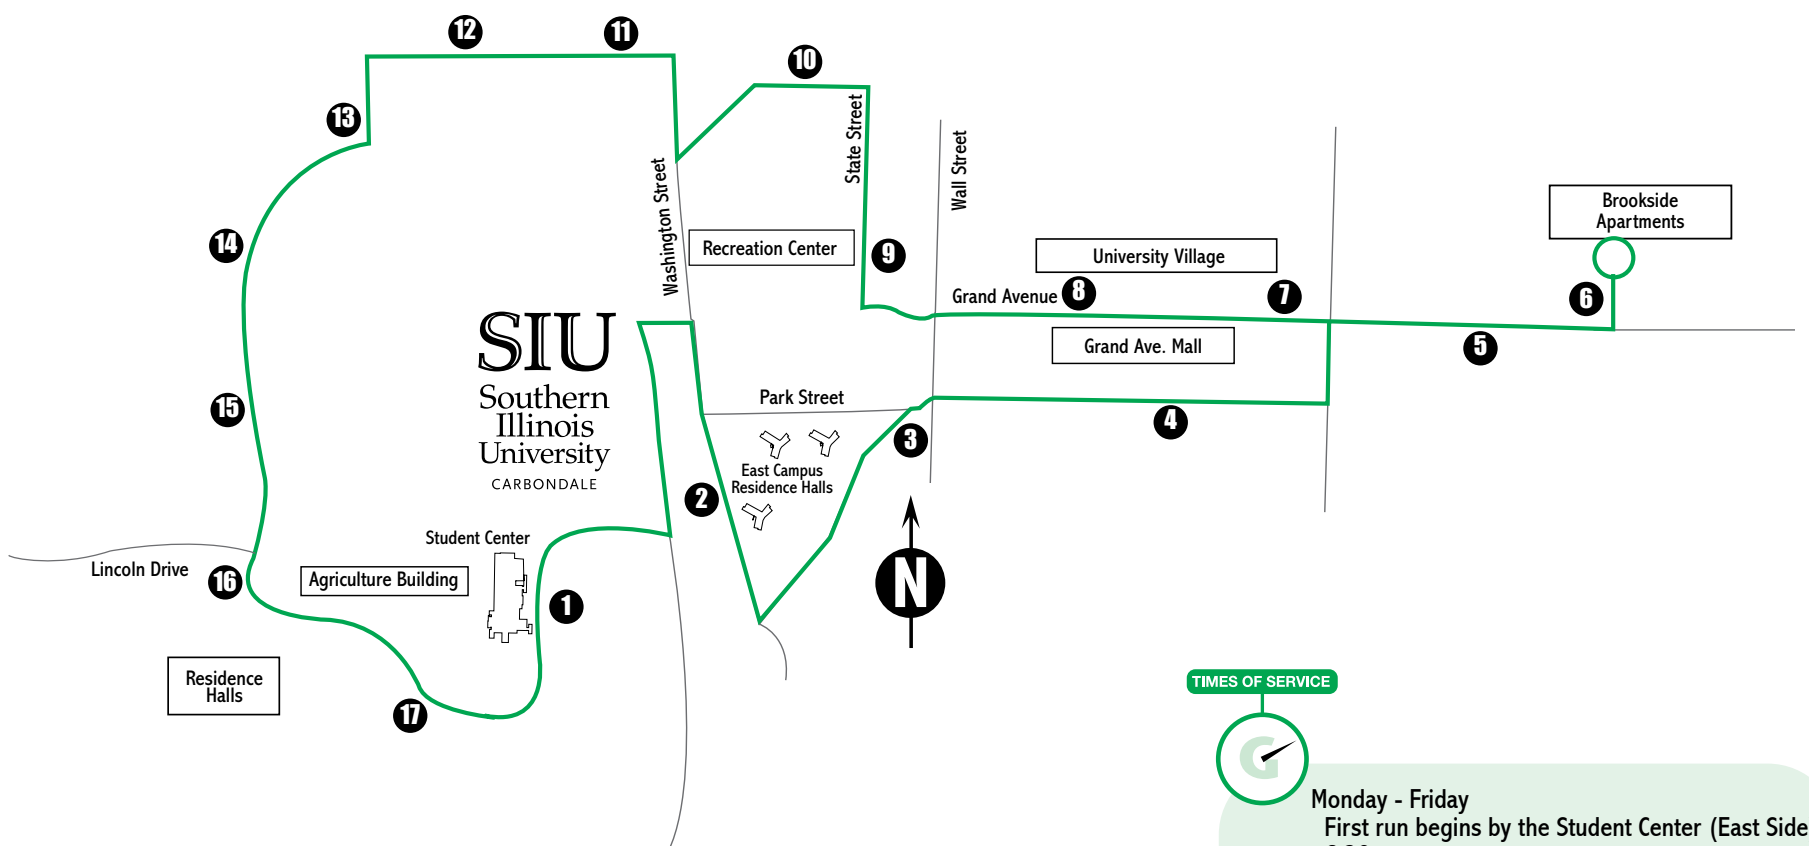 12
11
10
13
State Street
Wall Street
Washington Street
Brookside
Apartments
14
Recreation Center
9
University Village
Grand Avenue
8
7
6
SIU
Southern
Illinois
University
CARBONDALE
Grand Ave. Mall
5
15
Park Street
3
4
East Campus
Residence Halls
2
Student Center
Lincoln Drive
16
Agriculture Building
1
N
Residence
Halls
17
TIMES OF SERVICE
G
Monday - Friday
First run begins by the Student Center (East Side